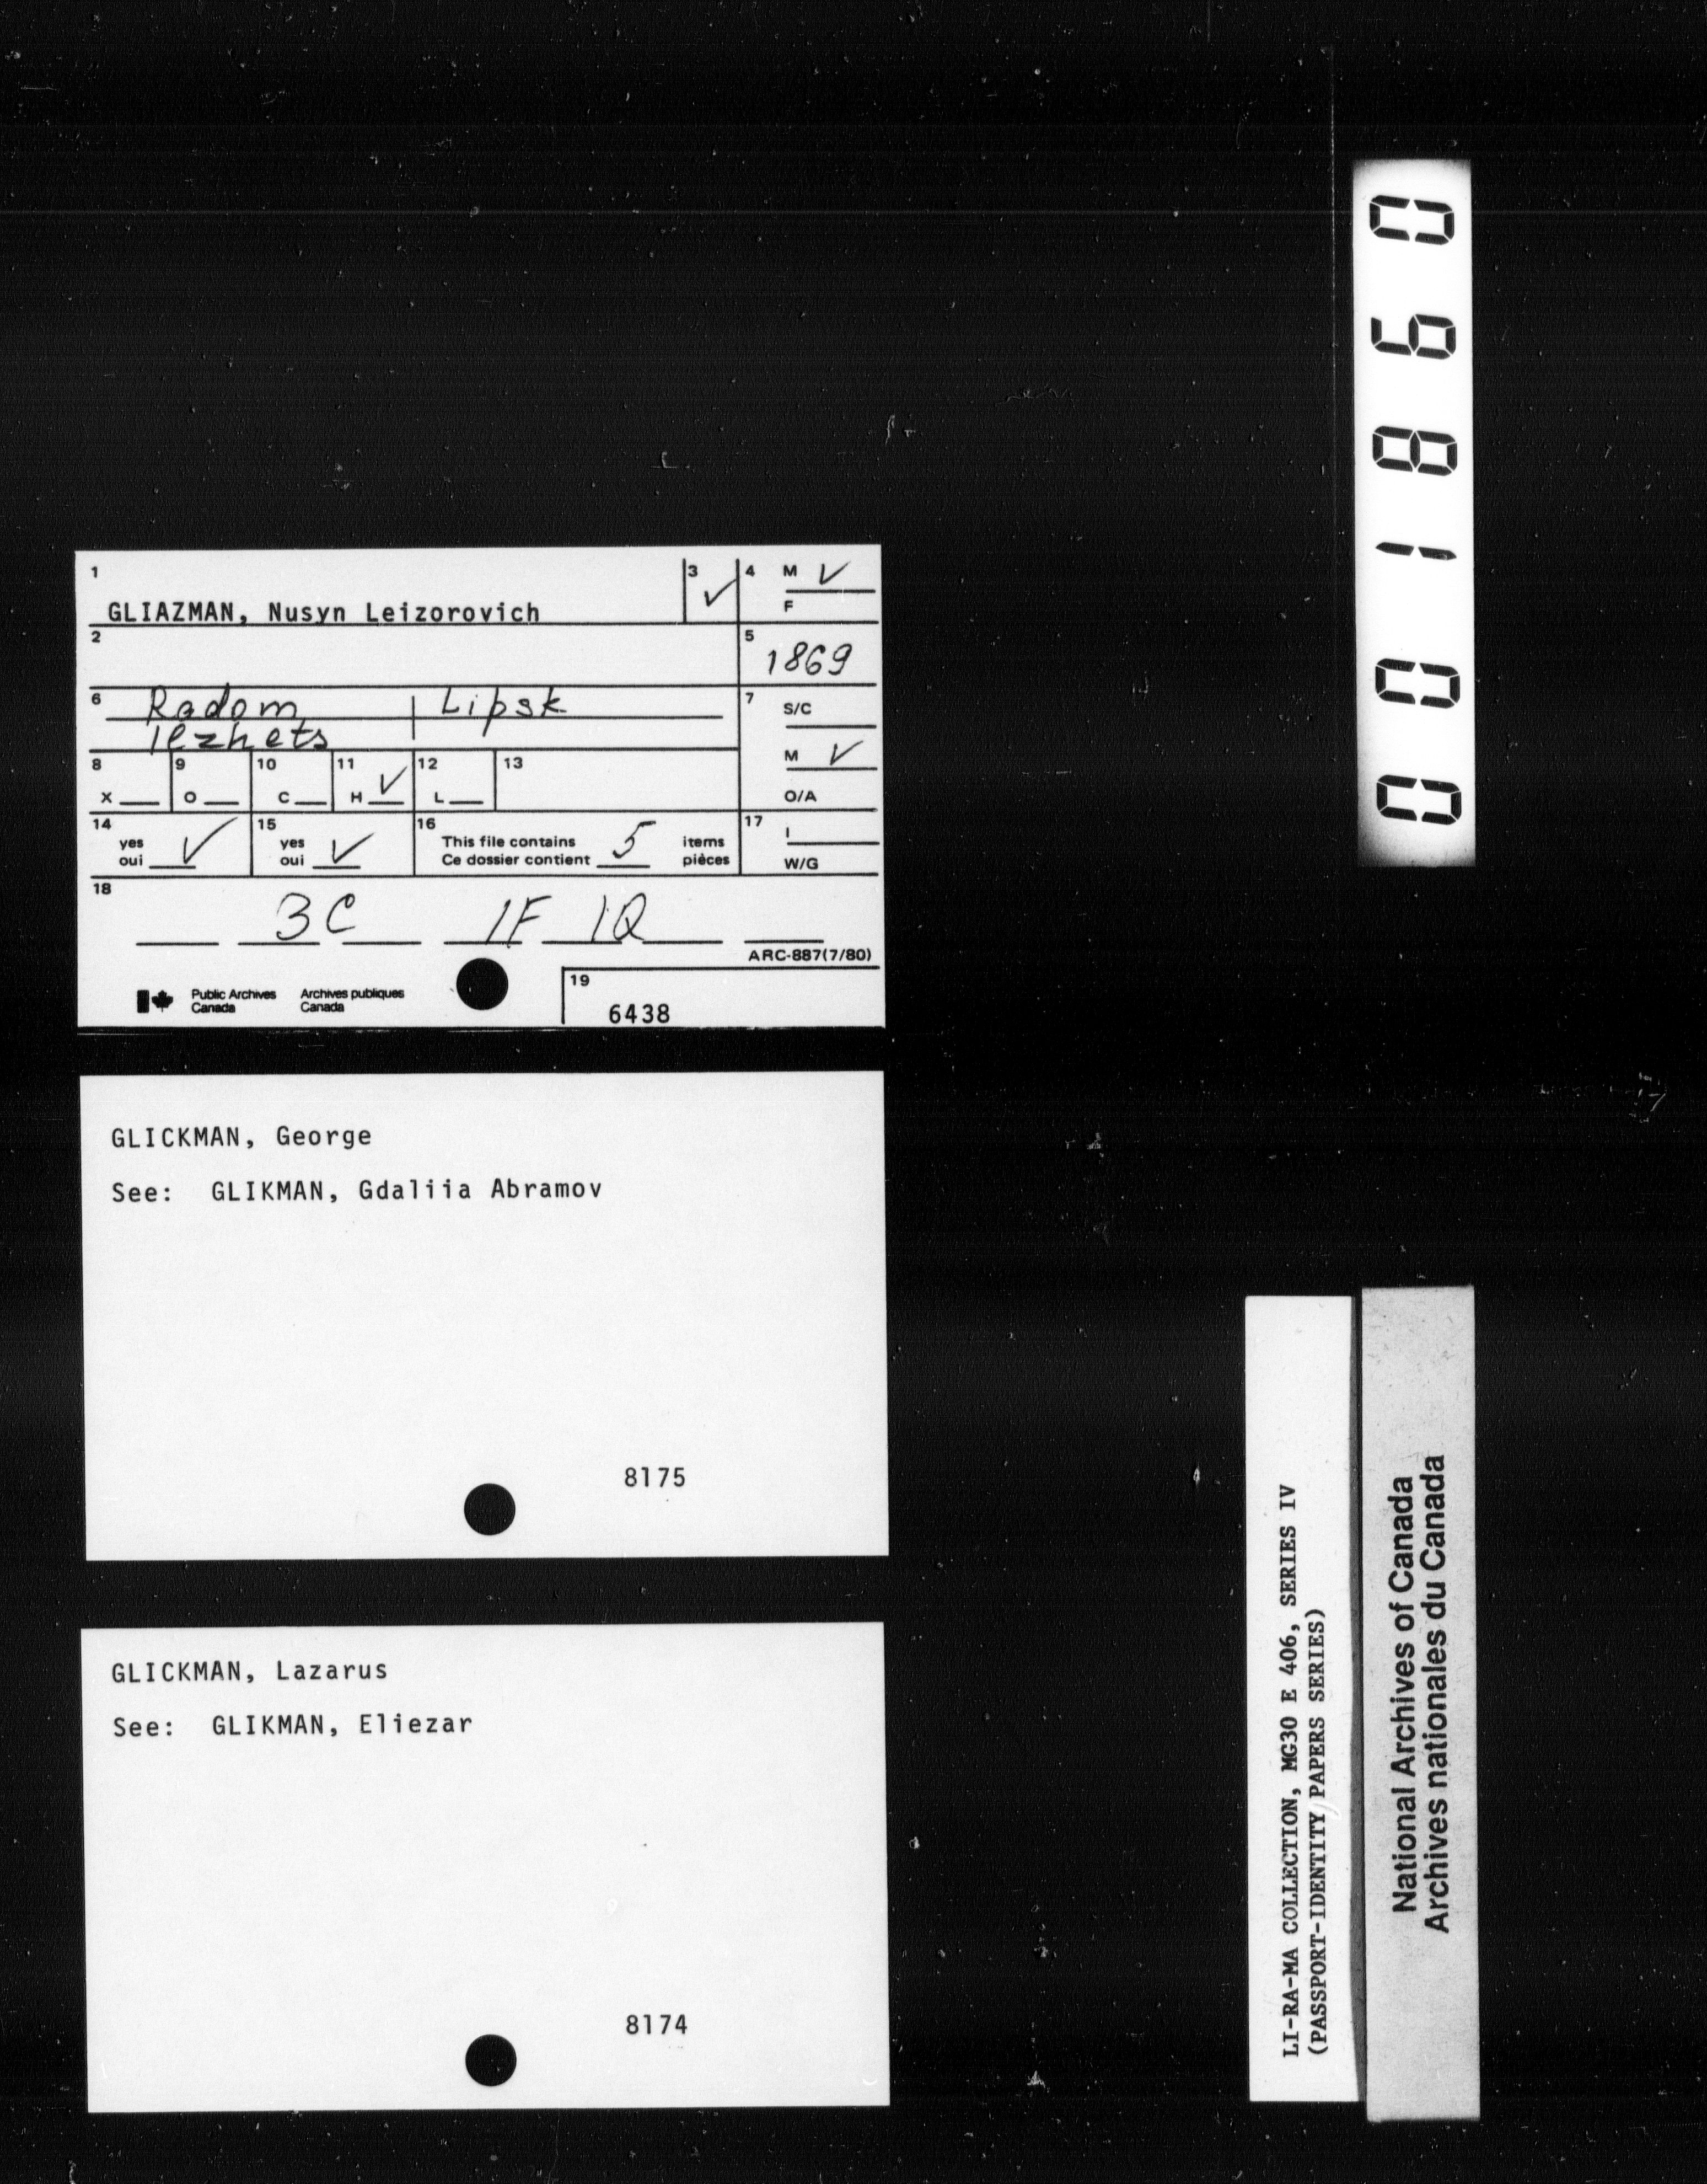 1
GLIAZMAN, Nusyn Leizorovich
3 ✓
4 M ✓
F
2
5 1869
6 Radom | Lipsk
Ilzhets
7 S/C
M ✓
O/A
8 X
9 O
10 C
11 H ✓
12 L
13
14 yes oui ✓
15 yes oui ✓
16 This file contains 5 items
Ce dossier contient pièces
17 I
W/G
18
3C 1F 1Q
ARC-887(7/80)
Public Archives Canada
Archives publiques Canada
19
6438
GLICKMAN, George
See: GLIKMAN, Gdaliia Abramov
8175
GLICKMAN, Lazarus
See: GLIKMAN, Eliezar
8174
001860
LI-RA-MA COLLECTION, MG30 E 406, SERIES IV
(PASSPORT-IDENTITY PAPERS SERIES)
National Archives of Canada
Archives nationales du Canada